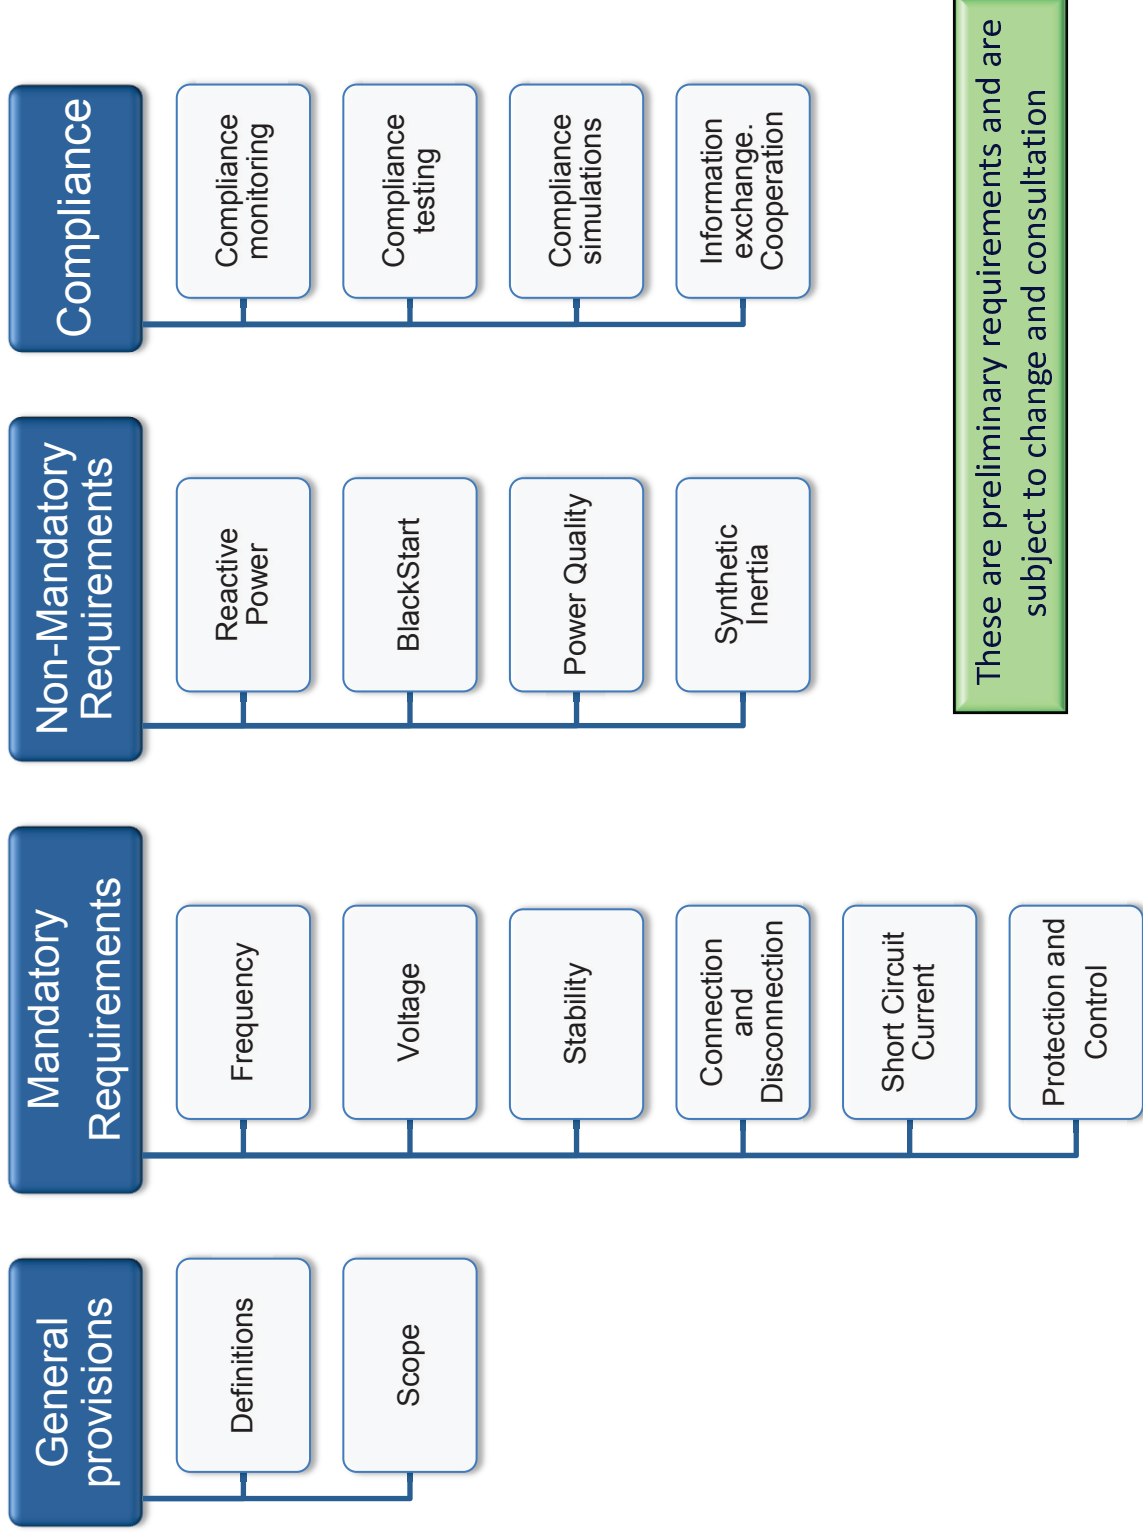 General
provisions
Definitions
Scope
Mandatory
Requirements
Frequency
Voltage
Stability
Connection
and
Disconnection
Short Circuit
Current
Protection and
Control
Non-Mandatory
Requirements
Reactive
Power
BlackStart
Power Quality
Synthetic
Inertia
Compliance
Compliance
monitoring
Compliance
testing
Compliance
simulations
Information
exchange.
Cooperation
These are preliminary requirements and are
subject to change and consultation